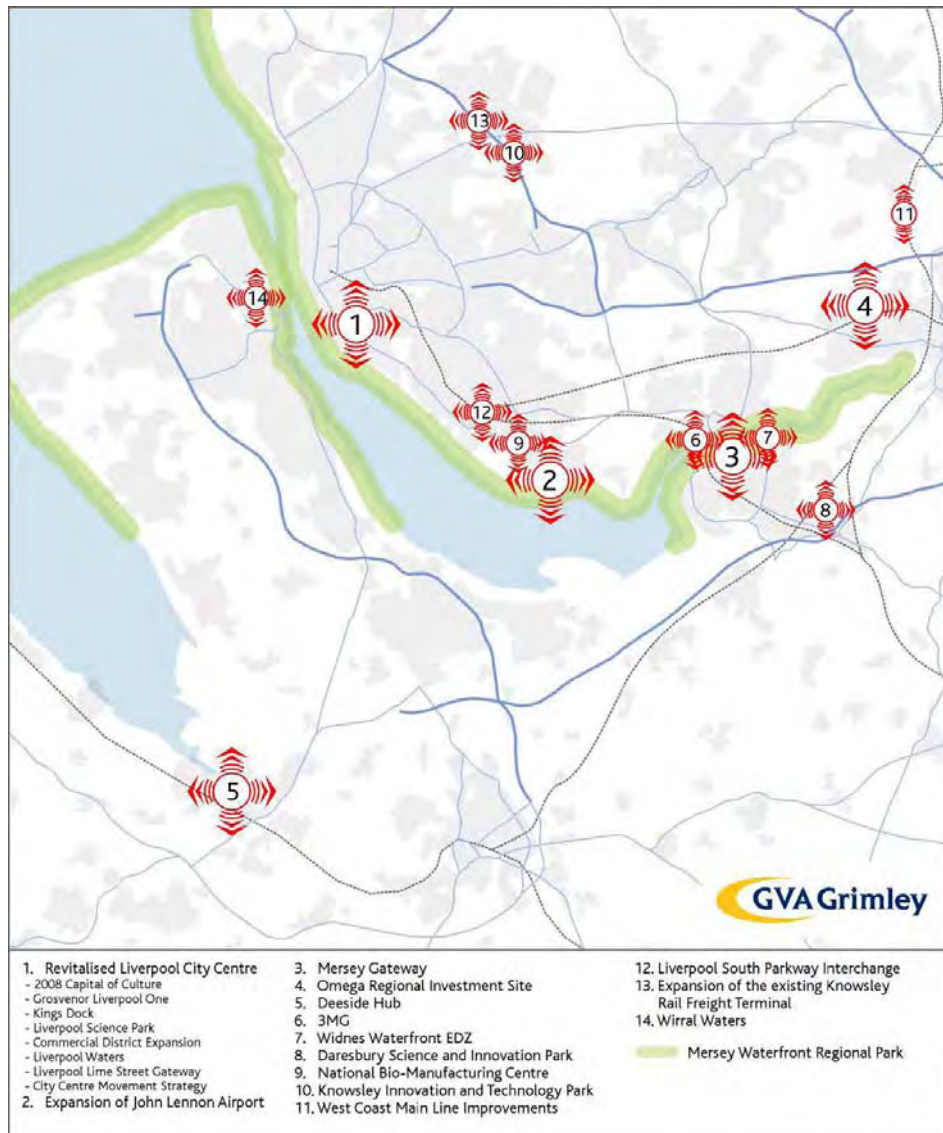 13
10
11
14
1
4
12
9
6
3
7
2
8
5
GVA Grimley
1. Revitalised Liverpool City Centre
- 2008 Capital of Culture
- Grosvenor Liverpool One
- Kings Dock
- Liverpool Science Park
- Commercial District Expansion
- Liverpool Waters
- Liverpool Lime Street Gateway
- City Centre Movement Strategy
2. Expansion of John Lennon Airport
3. Mersey Gateway
4. Omega Regional Investment Site
5. Deeside Hub
6. 3MG
7. Widnes Waterfront EDZ
8. Daresbury Science and Innovation Park
9. National Bio-Manufacturing Centre
10. Knowsley Innovation and Technology Park
11. West Coast Main Line Improvements
12. Liverpool South Parkway Interchange
13. Expansion of the existing Knowsley
Rail Freight Terminal
14. Wirral Waters
Mersey Waterfront Regional Park